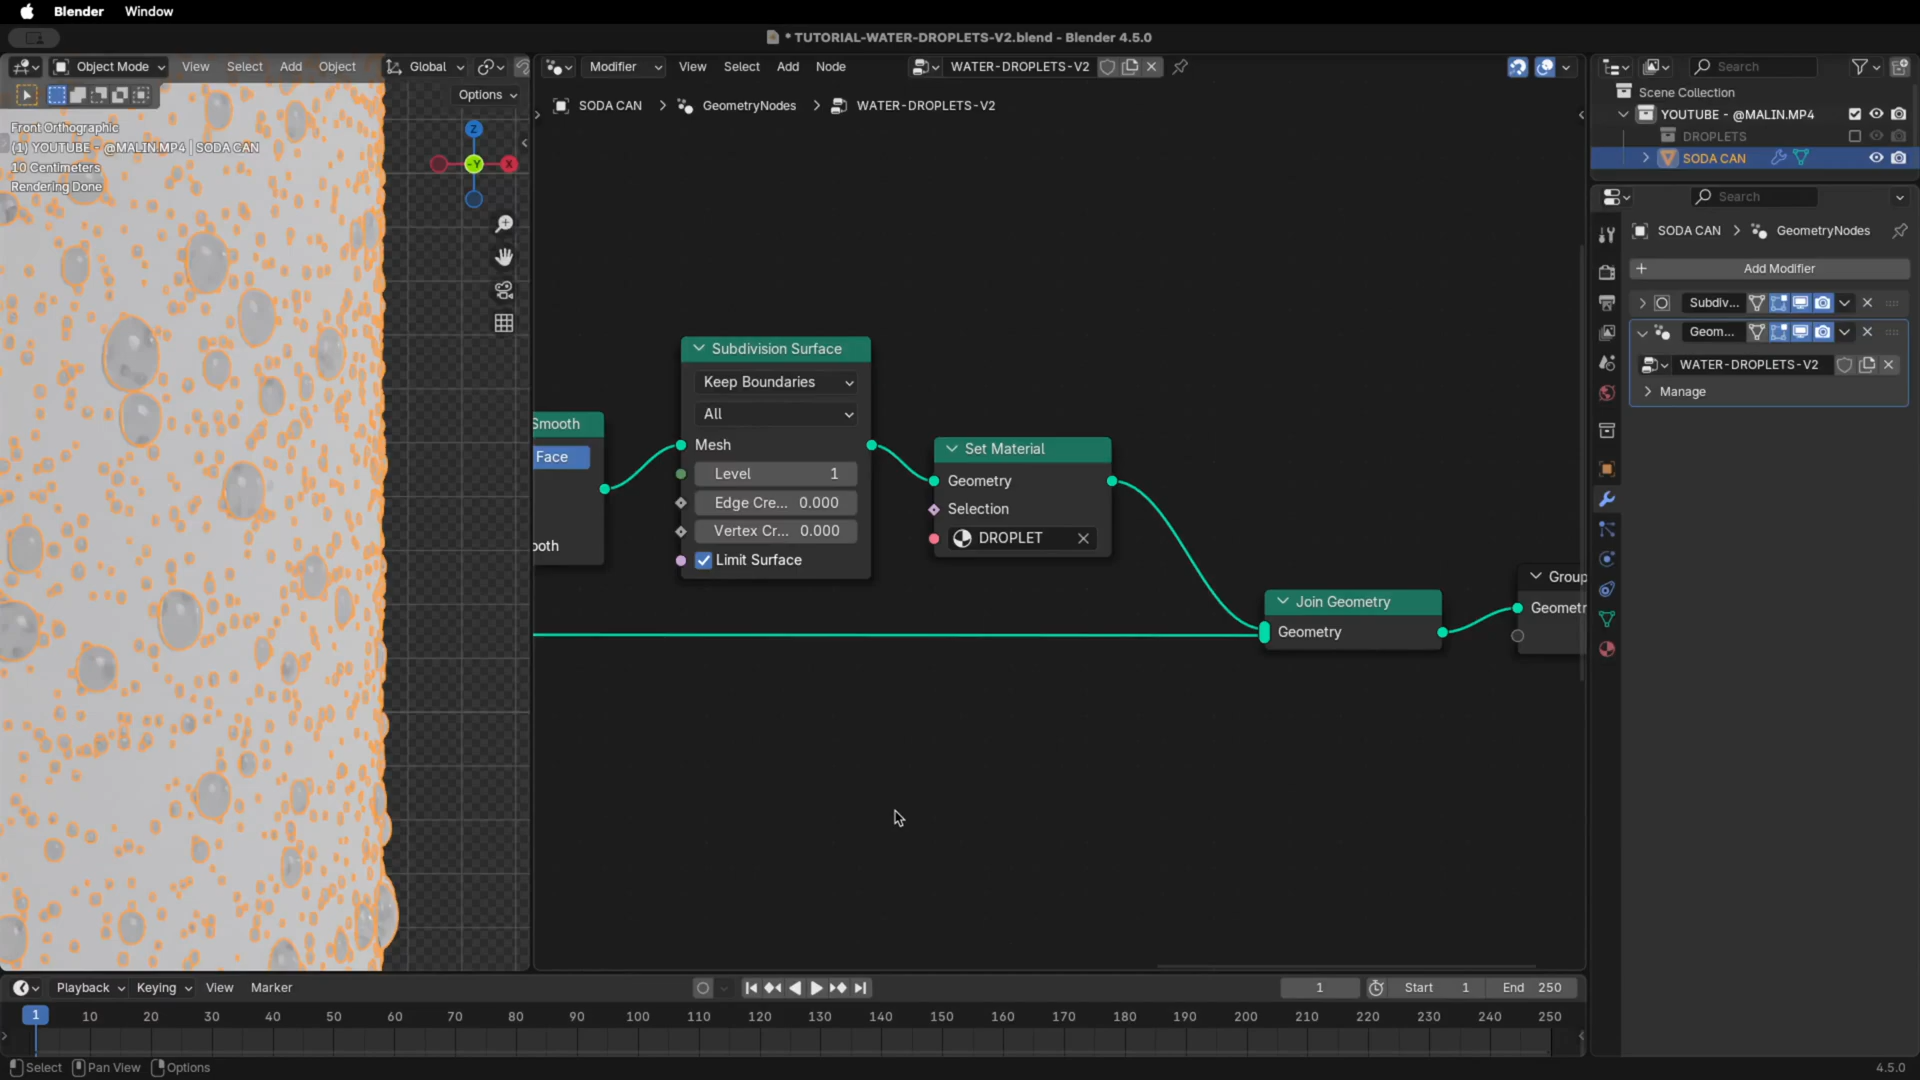 Blender Window
* TUTORIAL-WATER-DROPLETS-V2.blend - Blender 4.5.0
Object Mode View Select Add Object Global
Options
Front Orthographic
(1) YOUTUBE - @MALIN.MP4 | SODA CAN
10 Centimeters
Rendering Done
Z
-Y
X
Modifier View Select Add Node WATER-DROPLETS-V2
SODA CAN > GeometryNodes > WATER-DROPLETS-V2
Smooth
Face
ooth
Subdivision Surface
Keep Boundaries
All
Mesh
Level 1
Edge Cre... 0.000
Vertex Cr... 0.000
Limit Surface
Set Material
Geometry
Selection
DROPLET
Join Geometry
Geometry
Group
Geometr
Search
Scene Collection
YOUTUBE - @MALIN.MP4
DROPLETS
SODA CAN
Search
SODA CAN > GeometryNodes
Add Modifier
Subdiv...
Geom...
WATER-DROPLETS-V2
Manage
Playback Keying View Marker
1 Start 1 End 250
1 10 20 30 40 50 60 70 80 90 100 110 120 130 140 150 160 170 180 190 200 210 220 230 240 250
Select Pan View Options
4.5.0